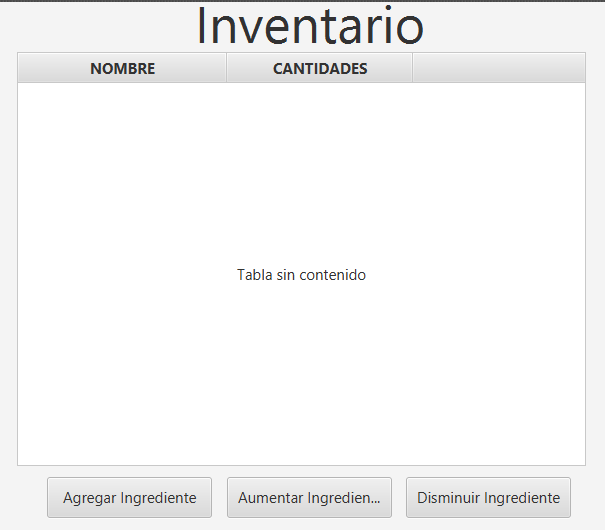 Inventario
NOMBRE CANTIDADES
Tabla sin contenido
Agregar Ingrediente Aumentar Ingredien... Disminuir Ingrediente